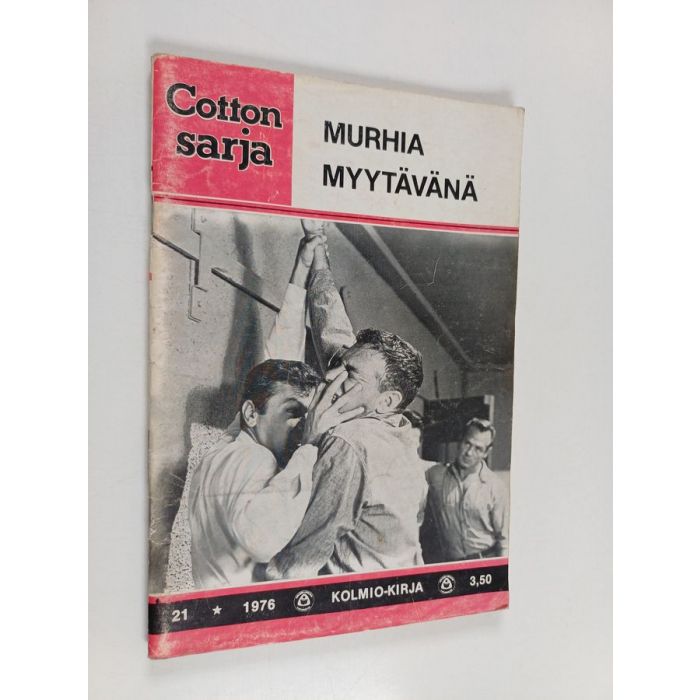 Cotton
sarja
MURHIA
MYYTÄVÄNÄ
21 ★ 1976 KOLMIO-KIRJA 3,50